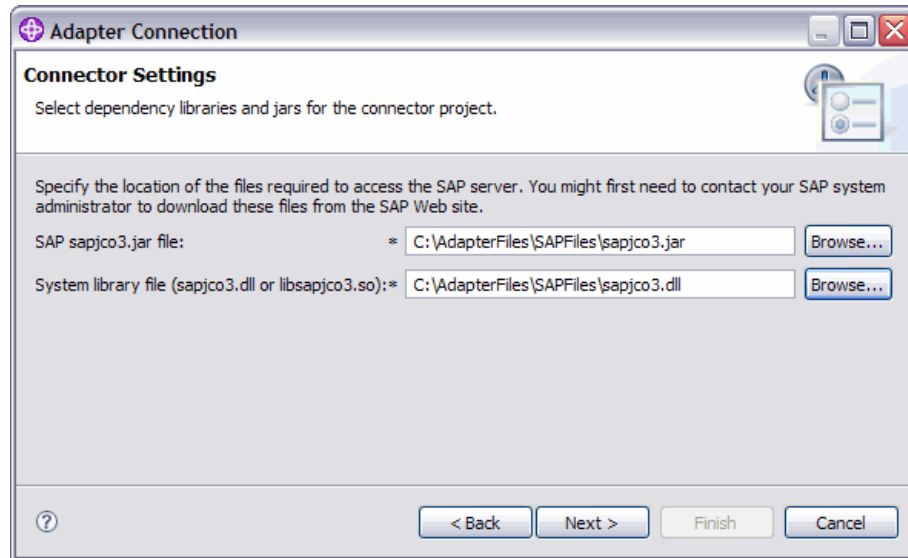 Adapter Connection
Connector Settings
Select dependency libraries and jars for the connector project.
Specify the location of the files required to access the SAP server. You might first need to contact your SAP system
administrator to download these files from the SAP Web site.
SAP sapjco3.jar file: * C:\AdapterFiles\SAPFiles\sapjco3.jar Browse...
System library file (sapjco3.dll or libsapjco3.so):* C:\AdapterFiles\SAPFiles\sapjco3.dll Browse...
? < Back Next > Finish Cancel